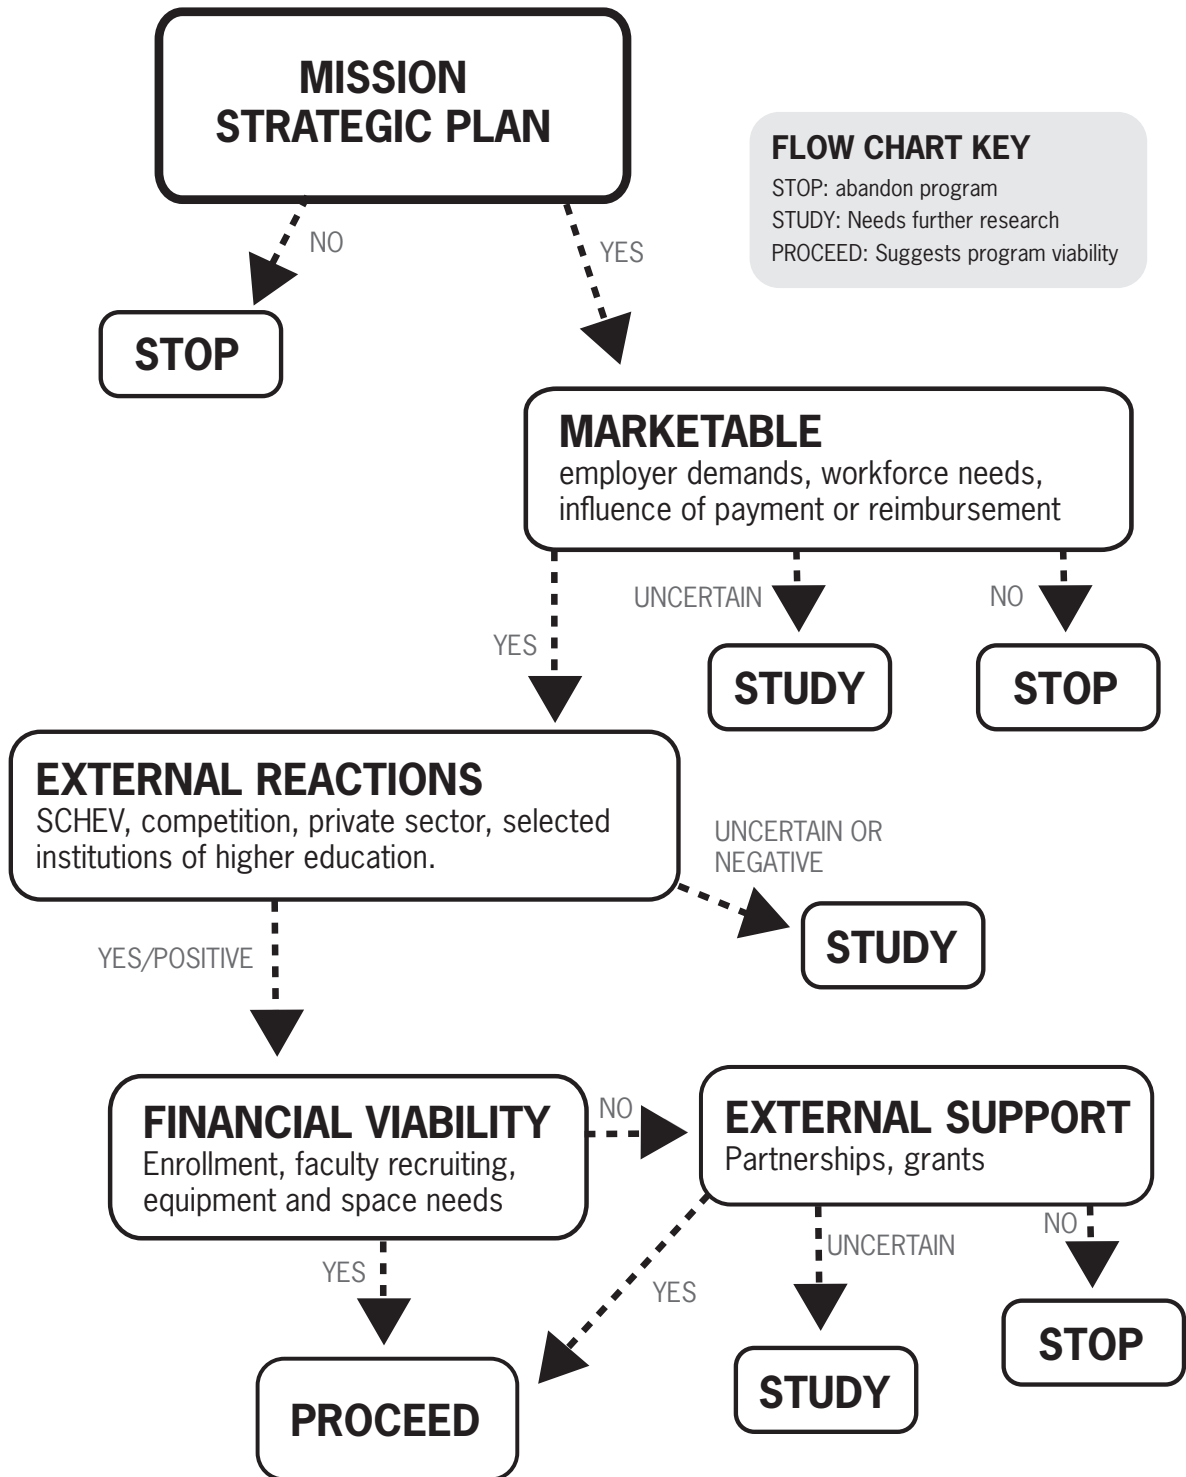 MISSION
STRATEGIC PLAN
FLOW CHART KEY
STOP: abandon program
STUDY: Needs further research
PROCEED: Suggests program viability
NO
YES
STOP
MARKETABLE
employer demands, workforce needs,
influence of payment or reimbursement
UNCERTAIN
NO
YES
STUDY
STOP
EXTERNAL REACTIONS
SCHEV, competition, private sector, selected
institutions of higher education.
UNCERTAIN OR
NEGATIVE
STUDY
YES/POSITIVE
FINANCIAL VIABILITY
Enrollment, faculty recruiting,
equipment and space needs
NO
EXTERNAL SUPPORT
Partnerships, grants
YES
YES
UNCERTAIN
NO
PROCEED
STUDY
STOP